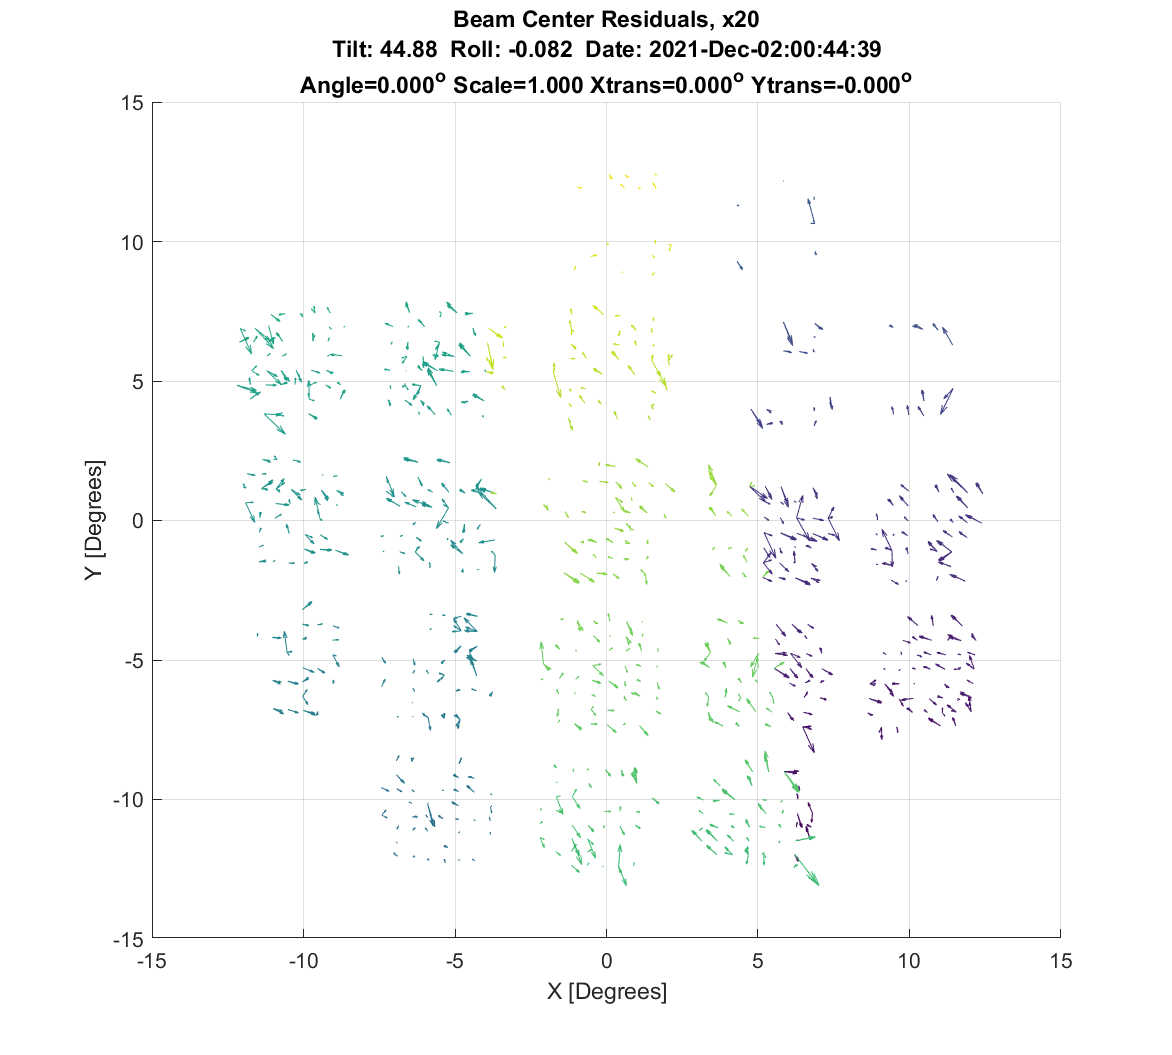 Beam Center Residuals, x20
Tilt: 44.88 Roll: -0.082 Date: 2021-Dec-02:00:44:39
Angle=0.000° Scale=1.000 Xtrans=0.000° Ytrans=-0.000°
15
10
5
0
-5
-10
-15
Y [Degrees]
-15 -10 -5 0 5 10 15
X [Degrees]